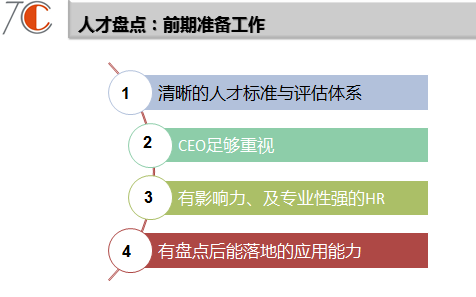 7C
人才盘点：前期准备工作
1 清晰的人才标准与评估体系
2 CEO足够重视
3 有影响力、及专业性强的HR
4 有盘点后能落地的应用能力